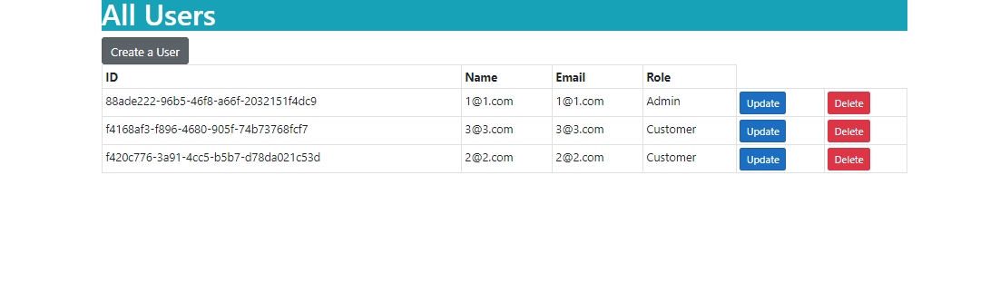 All Users
Create a User
ID Name Email Role
88ade222-96b5-46f8-a66f-2032151f4dc9 1@1.com 1@1.com Admin Update Delete
f4168af3-f896-4680-905f-74b73768fcf7 3@3.com 3@3.com Customer Update Delete
f420c776-3a91-4cc5-b5b7-d78da021c53d 2@2.com 2@2.com Customer Update Delete